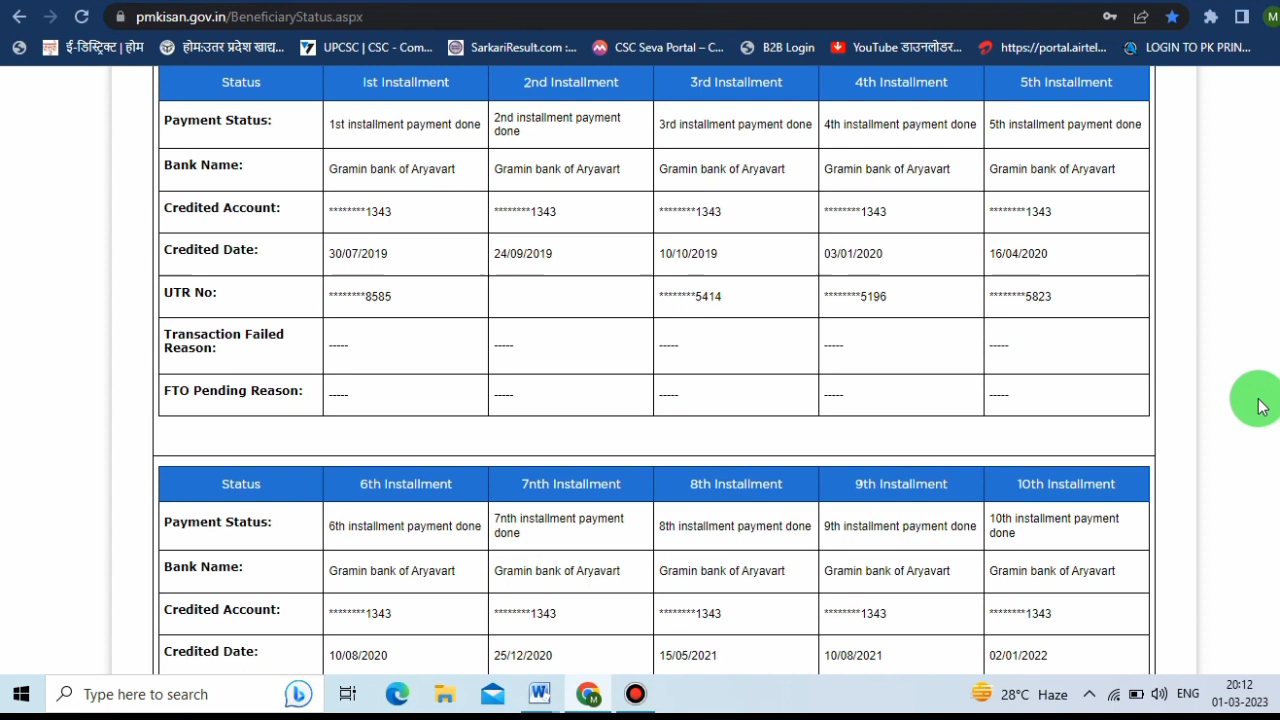 pmkisan.gov.in/BeneficiaryStatus.aspx
ई-डिस्ट्रिक्ट | होम होम:उत्तर प्रदेश खाद्य... UPCSC | CSC - Com... SarkariResult.com :... CSC Seva Portal – C... B2B Login YouTube डाउनलोडर... https://portal.airtel... LOGIN TO PK PRIN...
M
Status 1st Installment 2nd Installment 3rd Installment 4th Installment 5th Installment
Payment Status: 1st installment payment done 2nd installment payment done 3rd installment payment done 4th installment payment done 5th installment payment done
Bank Name: Gramin bank of Aryavart Gramin bank of Aryavart Gramin bank of Aryavart Gramin bank of Aryavart Gramin bank of Aryavart
Credited Account: ********1343 ********1343 ********1343 ********1343 ********1343
Credited Date: 30/07/2019 24/09/2019 10/10/2019 03/01/2020 16/04/2020
UTR No: ********8585 ********5414 ********5196 ********5823
Transaction Failed
Reason: ----- ----- ----- ----- -----
FTO Pending Reason: ----- ----- ----- ----- -----
Status 6th Installment 7nth Installment 8th Installment 9th Installment 10th Installment
Payment Status: 6th installment payment done 7nth installment payment done 8th installment payment done 9th installment payment done 10th installment payment done
Bank Name: Gramin bank of Aryavart Gramin bank of Aryavart Gramin bank of Aryavart Gramin bank of Aryavart Gramin bank of Aryavart
Credited Account: ********1343 ********1343 ********1343 ********1343 ********1343
Credited Date: 10/08/2020 25/12/2020 15/05/2021 10/08/2021 02/01/2022
Type here to search 28°C Haze ENG 20:12
01-03-2023